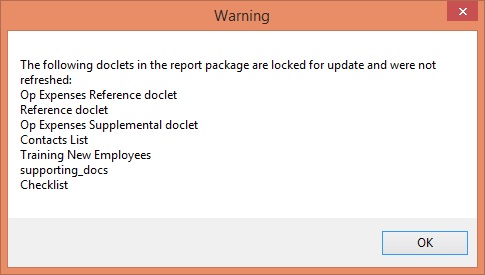 Warning
The following doclets in the report package are locked for update and were not
refreshed:
Op Expenses Reference doclet
Reference doclet
Op Expenses Supplemental doclet
Contacts List
Training New Employees
supporting_docs
Checklist
OK